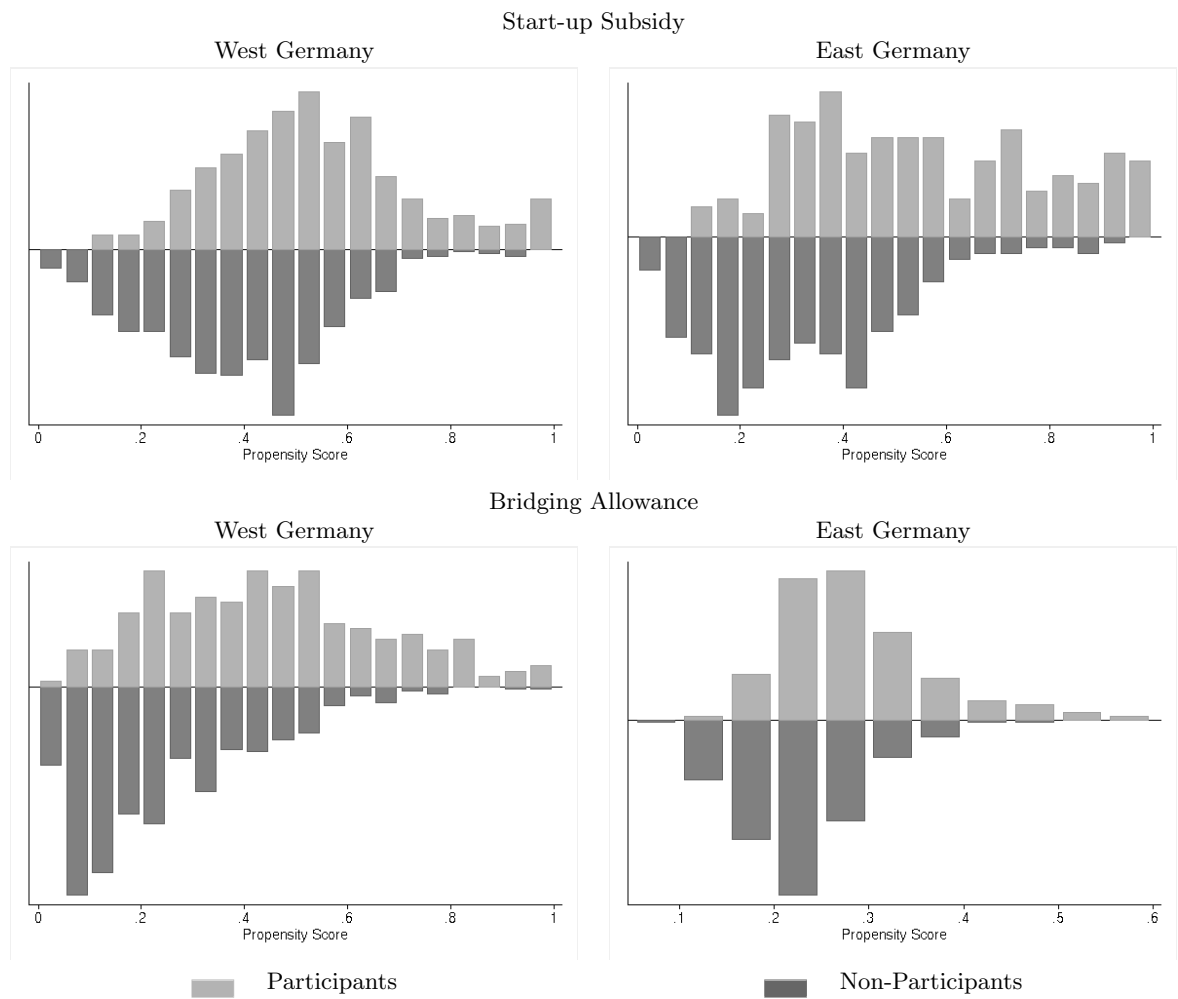 Start-up Subsidy
West Germany East Germany
0 .2 .4 .6 .8 1 0 .2 .4 .6 .8 1
Propensity Score Propensity Score
Bridging Allowance
West Germany East Germany
0 .2 .4 .6 .8 1 .1 .2 .3 .4 .5 .6
Propensity Score Propensity Score
Participants Non-Participants